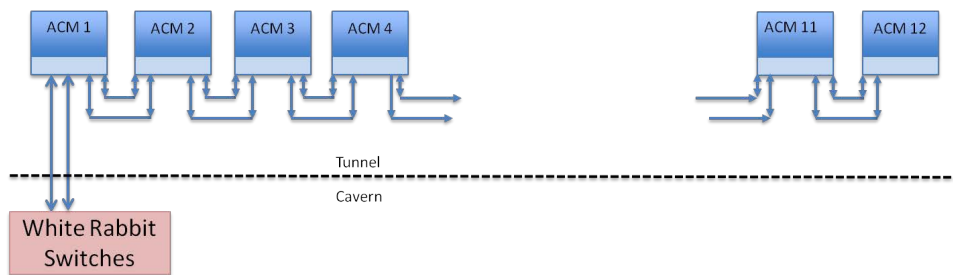 ACM 1
ACM 2
ACM 3
ACM 4
ACM 11
ACM 12
Tunnel
Cavern
White Rabbit
Switches